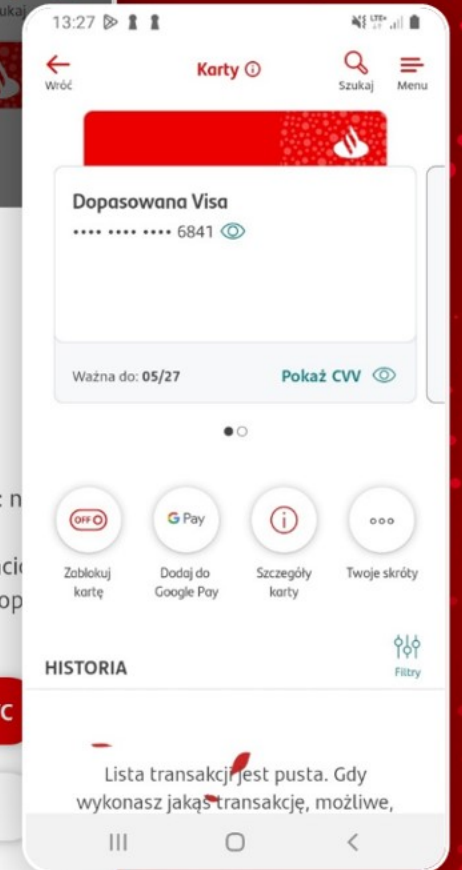 13:27
LTE+
Karty
Wróć
Szukaj
Menu
Dopasowana Visa
•••• •••• •••• 6841
Ważna do: 05/27
Pokaż CVV
OFF
G Pay
Zablokuj
kartę
Dodaj do
Google Pay
Szczegóły
karty
Twoje skróty
HISTORIA
Filtry
Lista transakcji jest pusta. Gdy
wykonasz jakąś transakcję, możliwe,